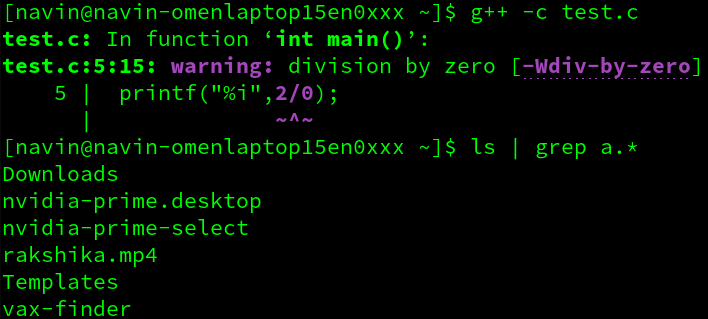 [navin@navin-omenlaptop15en0xxx ~]$ g++ -c test.c
test.c: In function ‘int main()’:
test.c:5:15: warning: division by zero [-Wdiv-by-zero]
    5 |  printf("%i",2/0);
      |              ~^~
[navin@navin-omenlaptop15en0xxx ~]$ ls | grep a.*
Downloads
nvidia-prime.desktop
nvidia-prime-select
rakshika.mp4
Templates
vax-finder